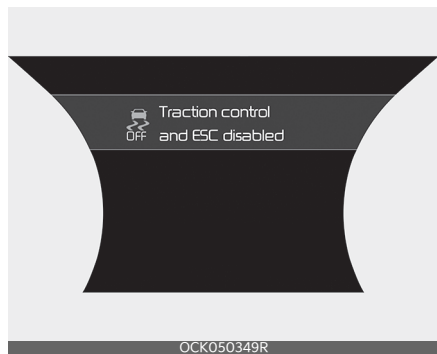 Traction control
OFF and ESC disabled
OCK050349R